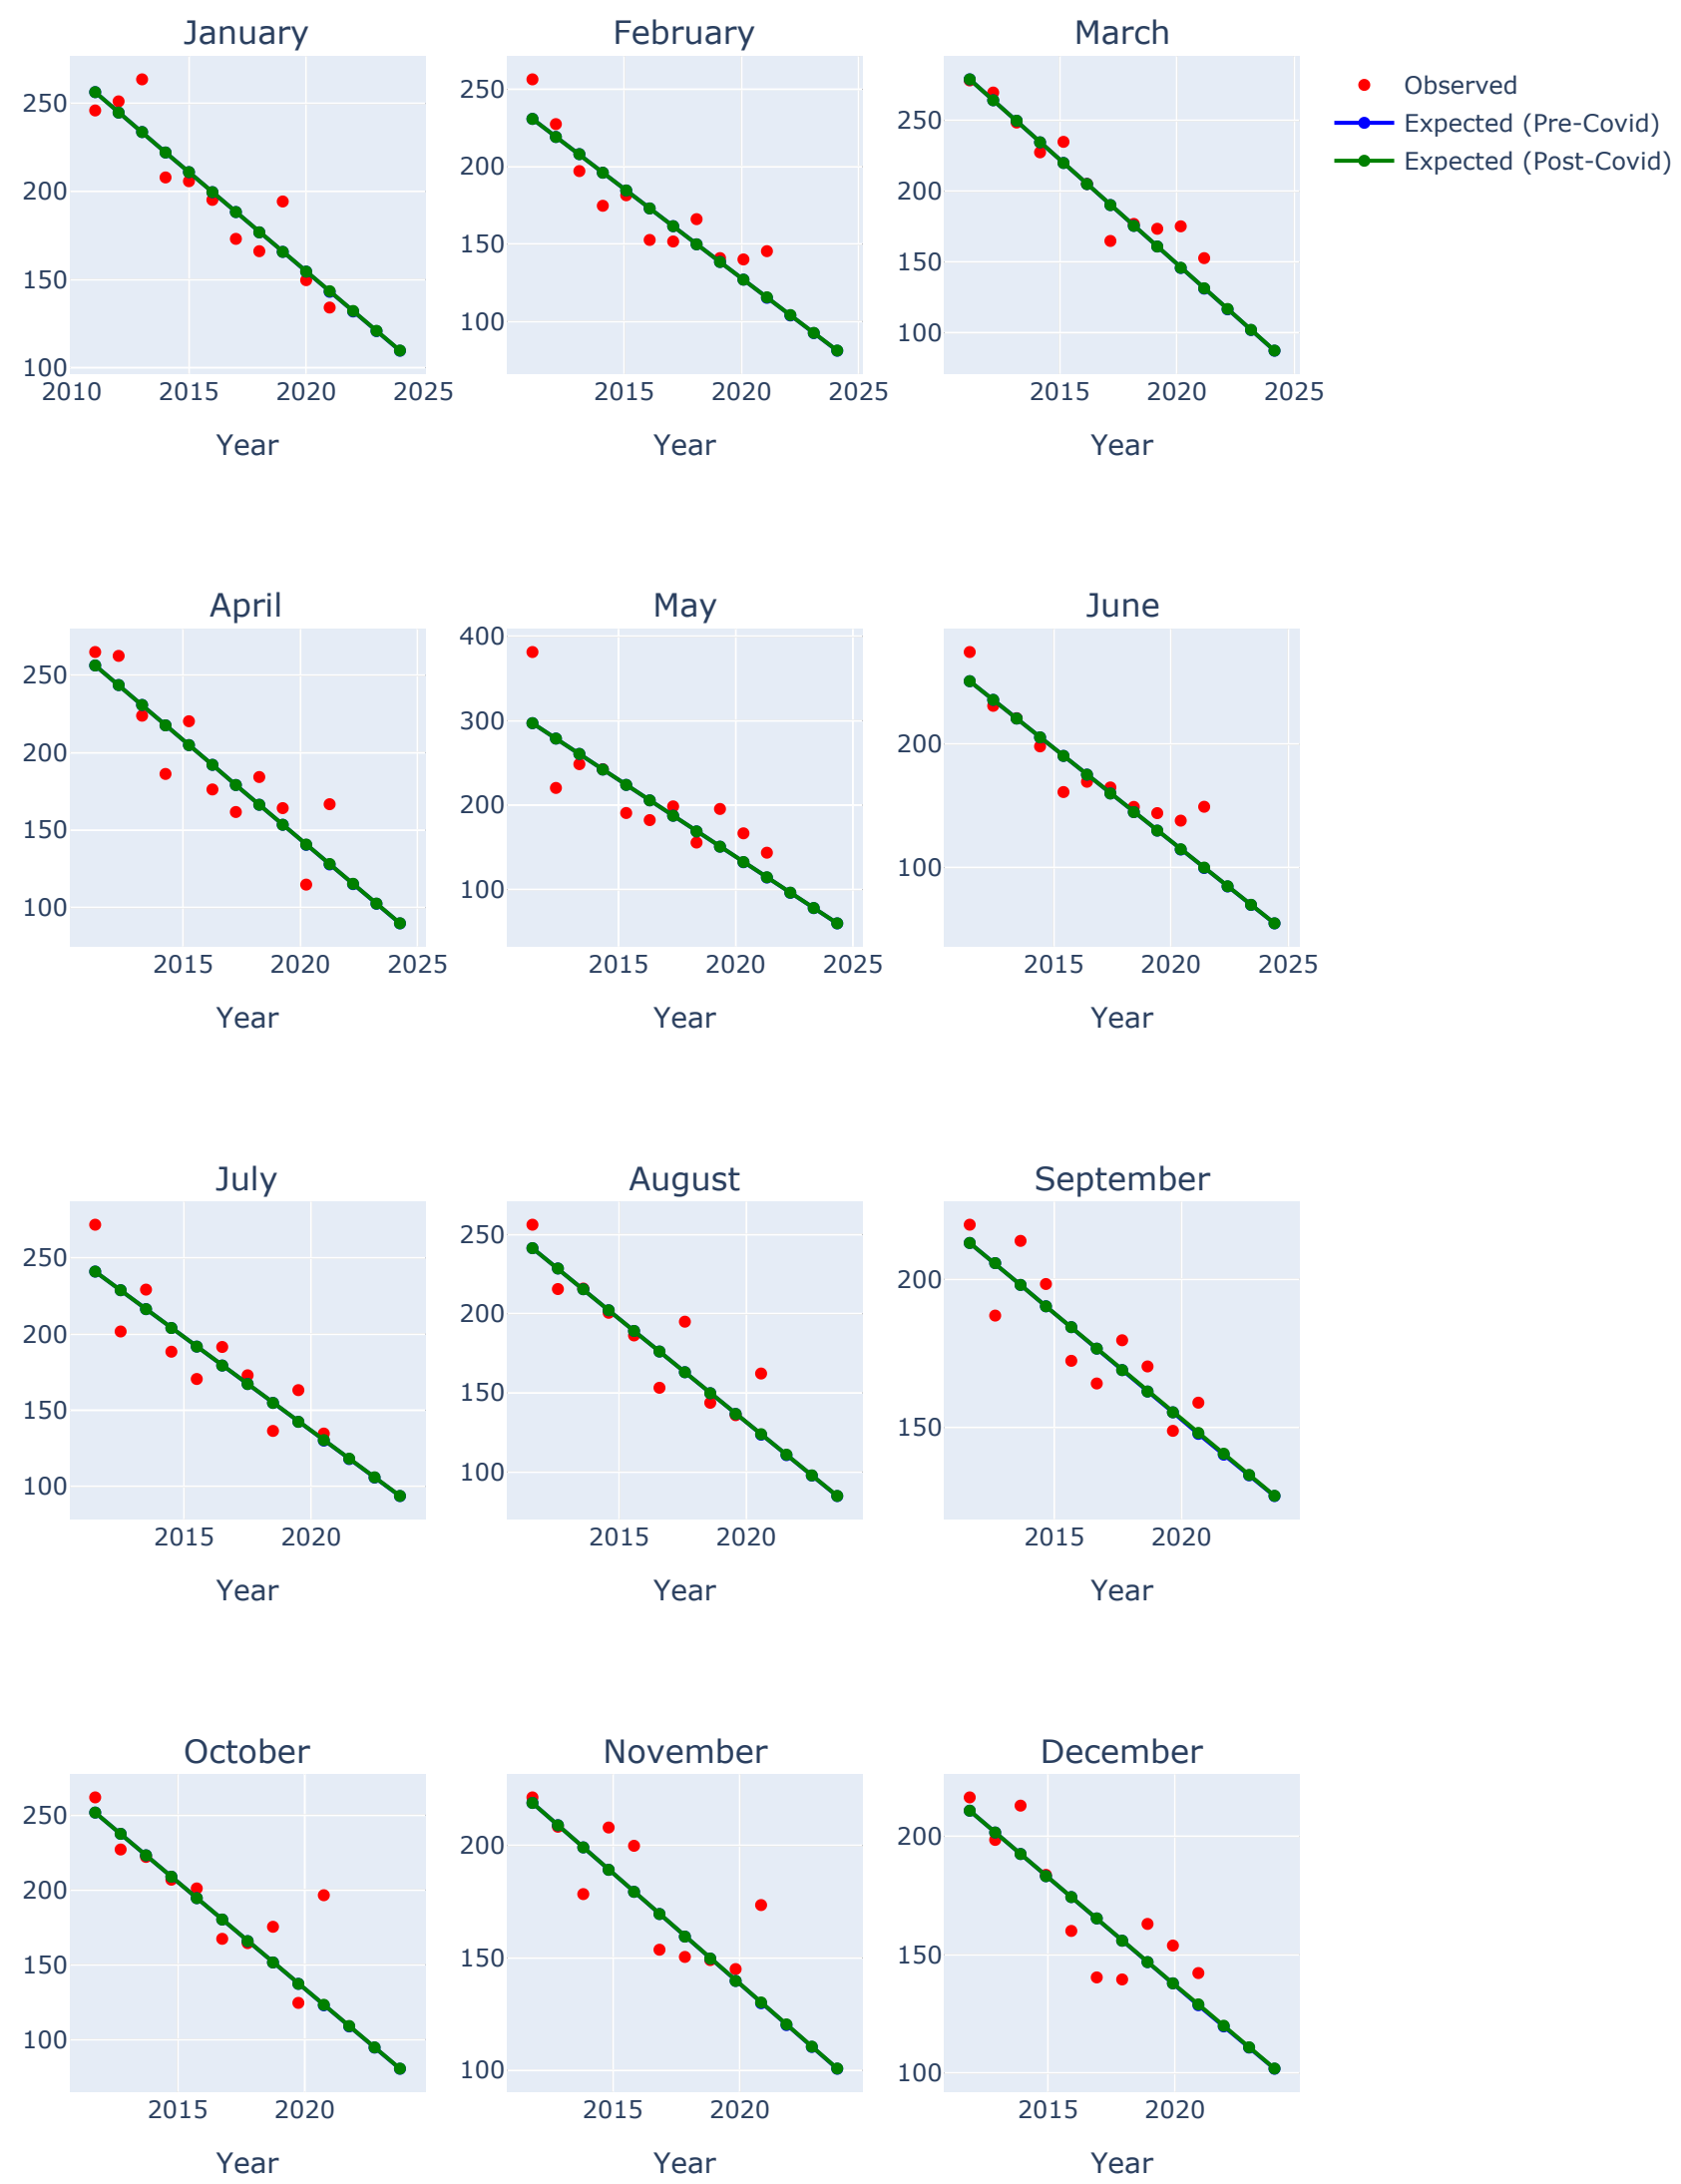 January February March
Observed
Expected (Pre-Covid)
Expected (Post-Covid)
250 250 250
200 200 200
150 150 150
100 100 100
2010 2015 2020 2025 2015 2020 2025 2015 2020 2025
Year Year Year
April May June
250 400
200 300 200
150 200
100 100 100
2015 2020 2025 2015 2020 2025 2015 2020 2025
Year Year Year
July August September
250 250
200 200 200
150 150 150
100 100
2015 2020 2015 2020 2015 2020
Year Year Year
October November December
250
200 200 200
150 150 150
100 100 100
2015 2020 2015 2020 2015 2020
Year Year Year